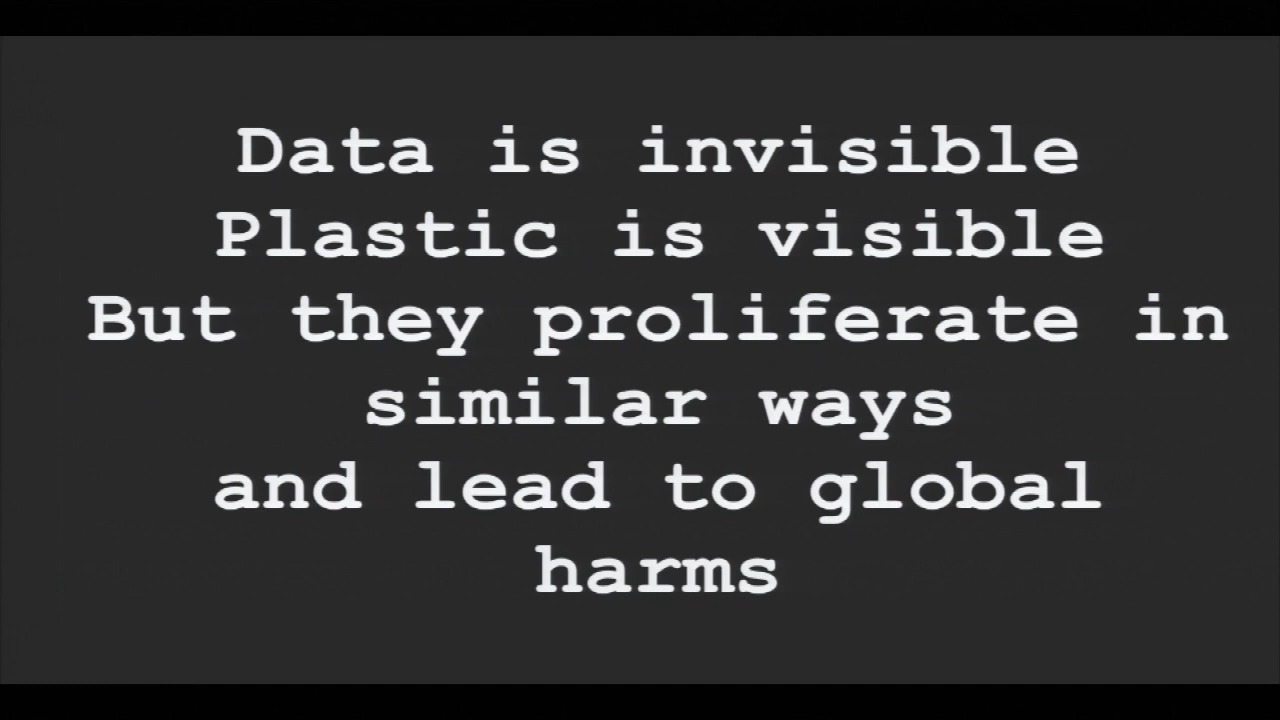 Data is invisible
Plastic is visible
But they proliferate in
similar ways
and lead to global
harms